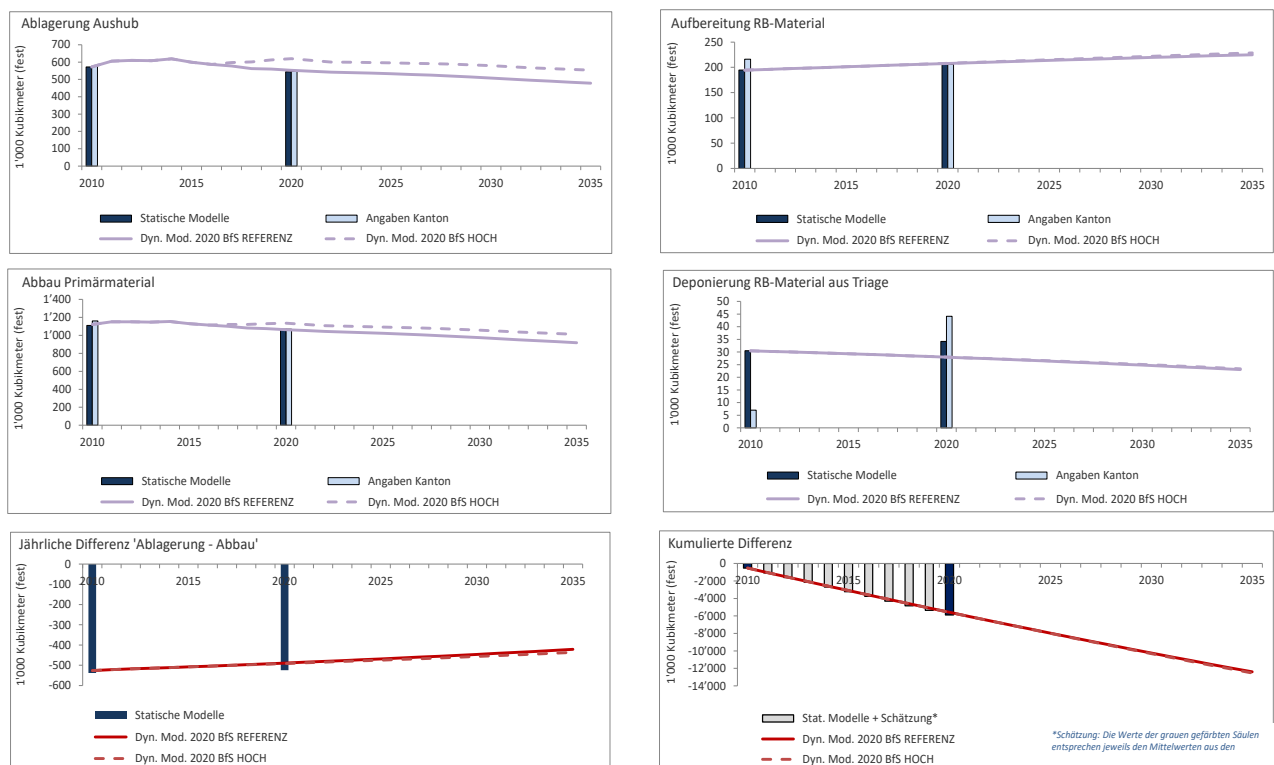 Ablagerung Aushub
1'000 Kubikmeter (fest)
700
600
500
400
300
200
100
0
2010 2015 2020 2025 2030 2035
Statische Modelle Angaben Kanton
Dyn. Mod. 2020 BfS REFERENZ Dyn. Mod. 2020 BfS HOCH
Aufbereitung RB-Material
1'000 Kubikmeter (fest)
250
200
150
100
50
0
2010 2015 2020 2025 2030 2035
Statische Modelle Angaben Kanton
Dyn. Mod. 2020 BfS REFERENZ Dyn. Mod. 2020 BfS HOCH
Abbau Primärmaterial
1'000 Kubikmeter (fest)
1'400
1'200
1'000
800
600
400
200
0
2010 2015 2020 2025 2030 2035
Statische Modelle Angaben Kanton
Dyn. Mod. 2020 BfS REFERENZ Dyn. Mod. 2020 BfS HOCH
Deponierung RB-Material aus Triage
1'000 Kubikmeter (fest)
50
45
40
35
30
25
20
15
10
5
0
2010 2015 2020 2025 2030 2035
Statische Modelle Angaben Kanton
Dyn. Mod. 2020 BfS REFERENZ Dyn. Mod. 2020 BfS HOCH
Jährliche Differenz 'Ablagerung - Abbau'
1'000 Kubikmeter (fest)
0
-100
-200
-300
-400
-500
-600
2010 2015 2020 2025 2030 2035
Statische Modelle
Dyn. Mod. 2020 BfS REFERENZ
Dyn. Mod. 2020 BfS HOCH
Kumulierte Differenz
1'000 Kubikmeter (fest)
0
-2'000
-4'000
-6'000
-8'000
-10'000
-12'000
-14'000
2010 2015 2020 2025 2030 2035
Stat. Modelle + Schätzung*
Dyn. Mod. 2020 BfS REFERENZ
Dyn. Mod. 2020 BfS HOCH
*Schätzung: Die Werte der grauen gefärbten Säulen
entsprechen jeweils den Mittelwerten aus den